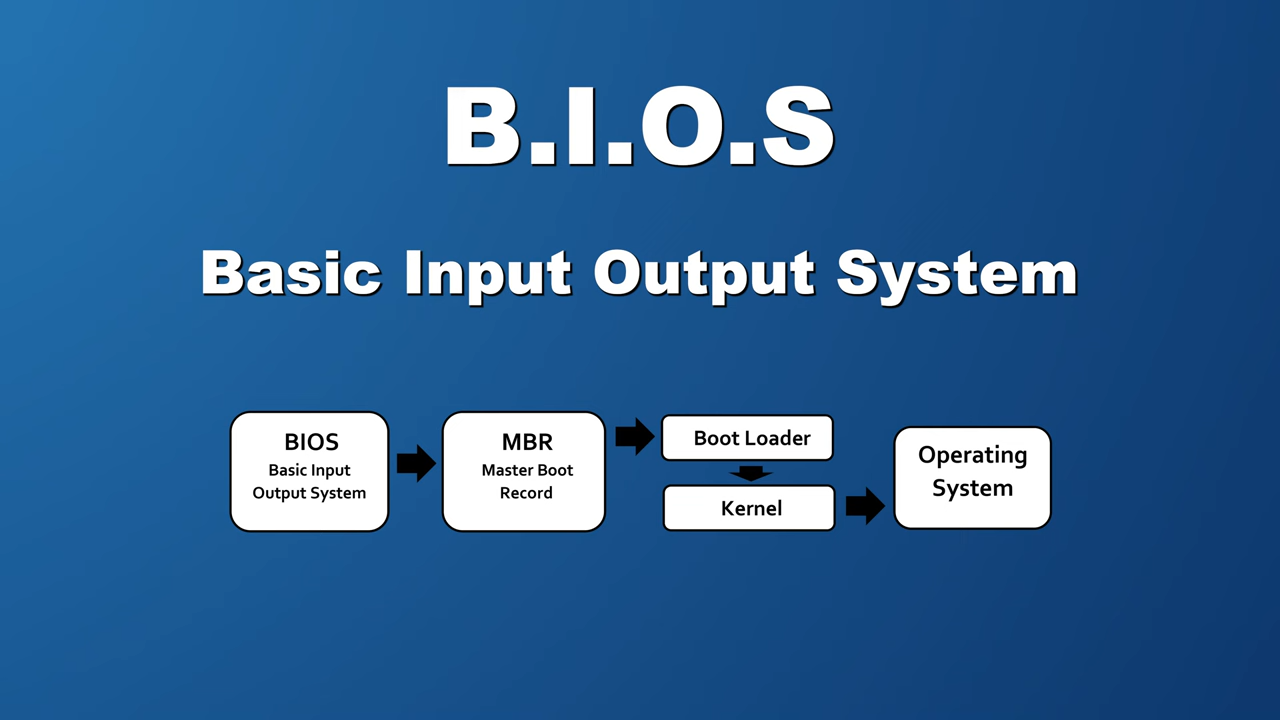 B.I.O.S
Basic Input Output System
BIOS
Basic Input
Output System
MBR
Master Boot
Record
Boot Loader
Kernel
Operating
System